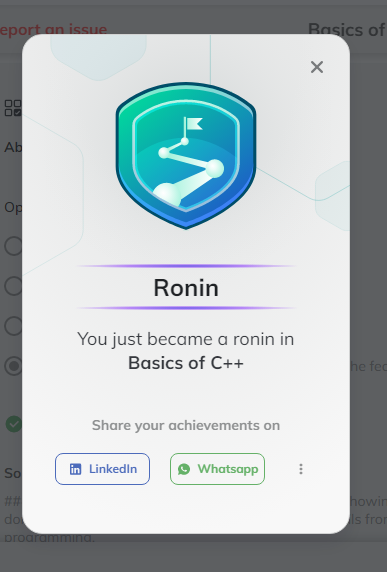 eport an issue
Basics of
Ab
Op
Ronin
You just became a ronin in
Basics of C++
he fea
Share your achievements on
LinkedIn
Whatsapp
So
##
howin
do
ls from
programming.